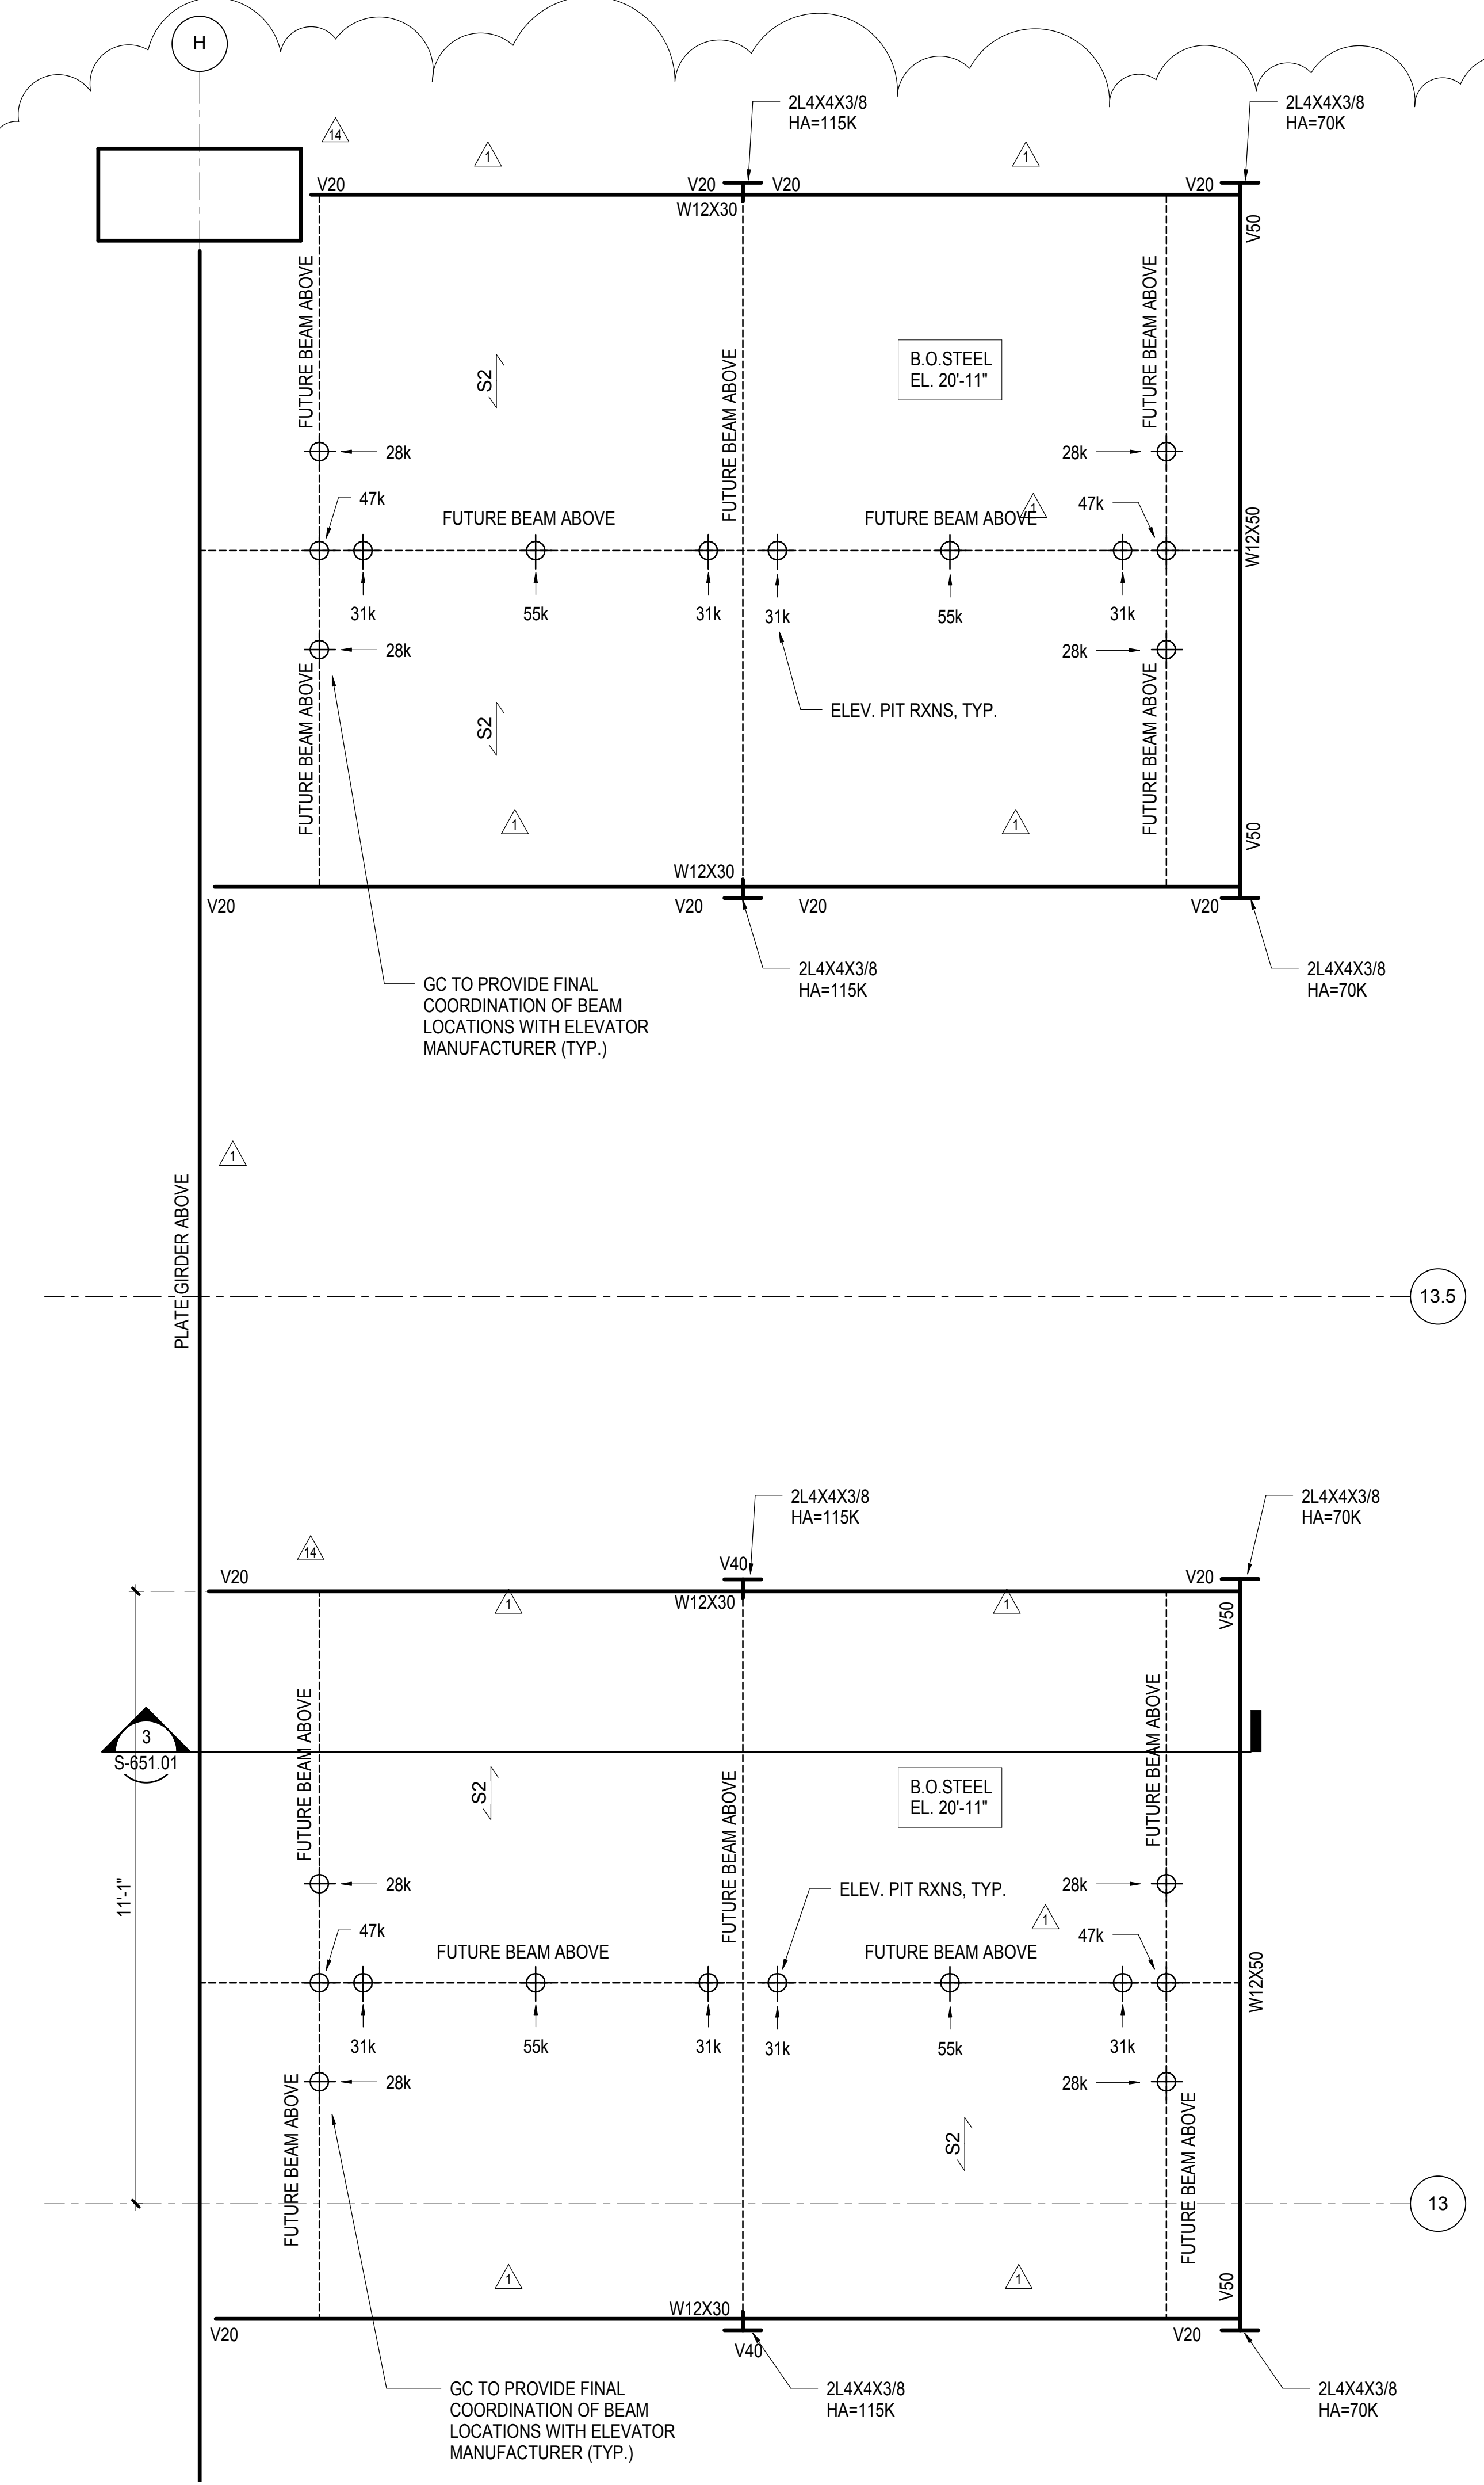 H
2L4X4X3/8
HA=115K
2L4X4X3/8
HA=70K
14
1
1
V20
V20
V20
V20
W12X30
V50
FUTURE BEAM ABOVE
FUTURE BEAM ABOVE
FUTURE BEAM ABOVE
S2
B.O.STEEL
EL. 20'-11"
28k
28k
47k
47k
1
FUTURE BEAM ABOVE
FUTURE BEAM ABOVE
W12X50
31k
55k
31k
31k
55k
31k
28k
28k
FUTURE BEAM ABOVE
FUTURE BEAM ABOVE
S2
ELEV. PIT RXNS, TYP.
1
1
V50
W12X30
V20
V20
V20
V20
2L4X4X3/8
HA=115K
2L4X4X3/8
HA=70K
GC TO PROVIDE FINAL
COORDINATION OF BEAM
LOCATIONS WITH ELEVATOR
MANUFACTURER (TYP.)
1
PLATE GIRDER ABOVE
13.5
2L4X4X3/8
HA=115K
2L4X4X3/8
HA=70K
14
V20
V40
V20
W12X30
1
1
V50
FUTURE BEAM ABOVE
FUTURE BEAM ABOVE
FUTURE BEAM ABOVE
3
S-651.01
S2
B.O.STEEL
EL. 20'-11"
11'-1"
28k
ELEV. PIT RXNS, TYP.
28k
47k
1
47k
FUTURE BEAM ABOVE
FUTURE BEAM ABOVE
W12X50
31k
55k
31k
31k
55k
31k
28k
28k
FUTURE BEAM ABOVE
FUTURE BEAM ABOVE
S2
13
1
1
V50
W12X30
V20
V40
V20
2L4X4X3/8
HA=115K
2L4X4X3/8
HA=70K
GC TO PROVIDE FINAL
COORDINATION OF BEAM
LOCATIONS WITH ELEVATOR
MANUFACTURER (TYP.)